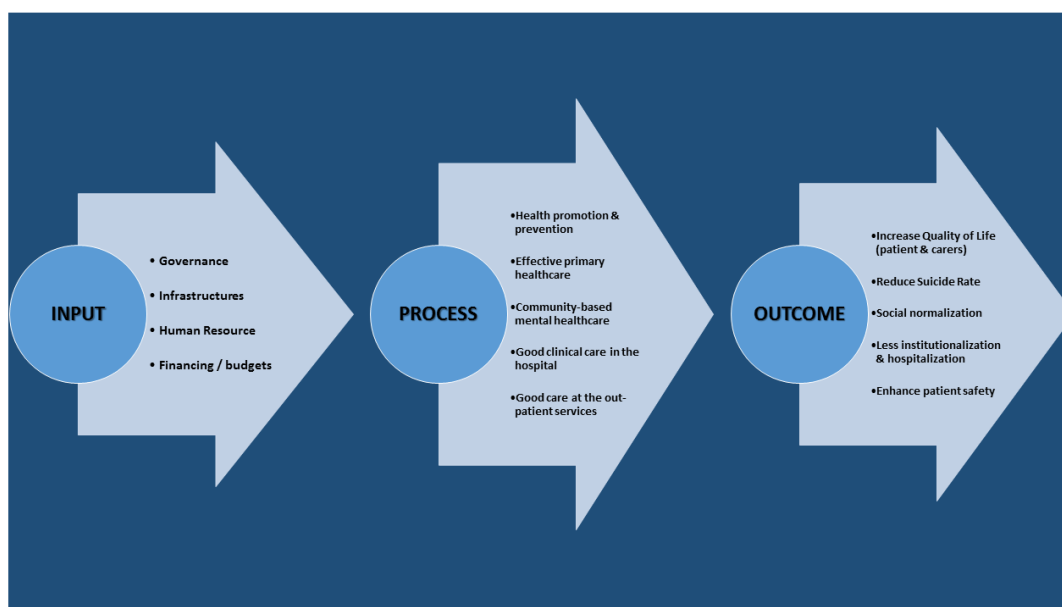 INPUT
• Governance
• Infrastructures
• Human Resource
• Financing / budgets
PROCESS
•Health promotion &
prevention
•Effective primary
healthcare
•Community-based
mental healthcare
•Good clinical care in the
hospital
•Good care at the out-
patient services
OUTCOME
•Increase Quality of Life
(patient & carers)
•Reduce Suicide Rate
•Social normalization
•Less institutionalization
& hospitalization
•Enhance patient safety